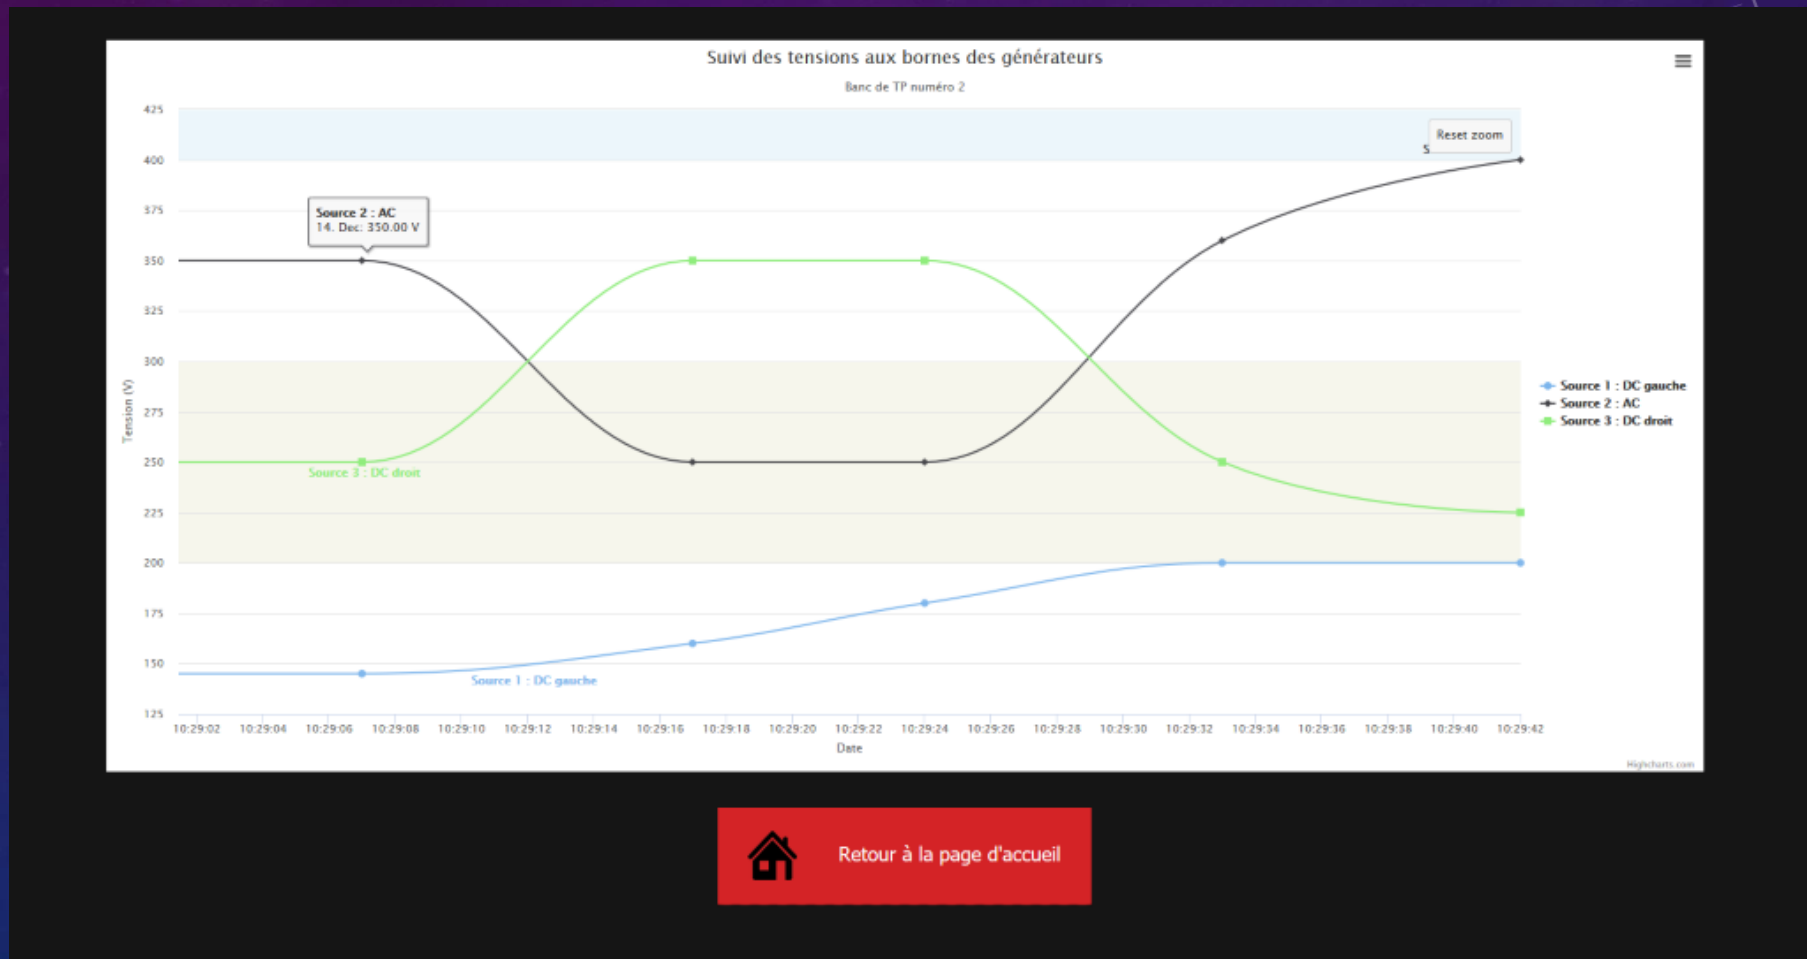 Suivi des tensions aux bornes des générateurs
Banc de TP numéro 2
425
400
375
350
325
300
275
250
225
200
175
150
125
Tension (V)
Reset zoom
S
Source 2 : AC
14. Dec: 350.00 V
Source 3 : DC droit
Source 1 : DC gauche
Source 1 : DC gauche
Source 2 : AC
Source 3 : DC droit
10:29:02 10:29:04 10:29:06 10:29:08 10:29:10 10:29:12 10:29:14 10:29:16 10:29:18 10:29:20 10:29:22 10:29:24 10:29:26 10:29:28 10:29:30 10:29:32 10:29:34 10:29:36 10:29:38 10:29:40 10:29:42
Date
Highcharts.com
Retour à la page d'accueil